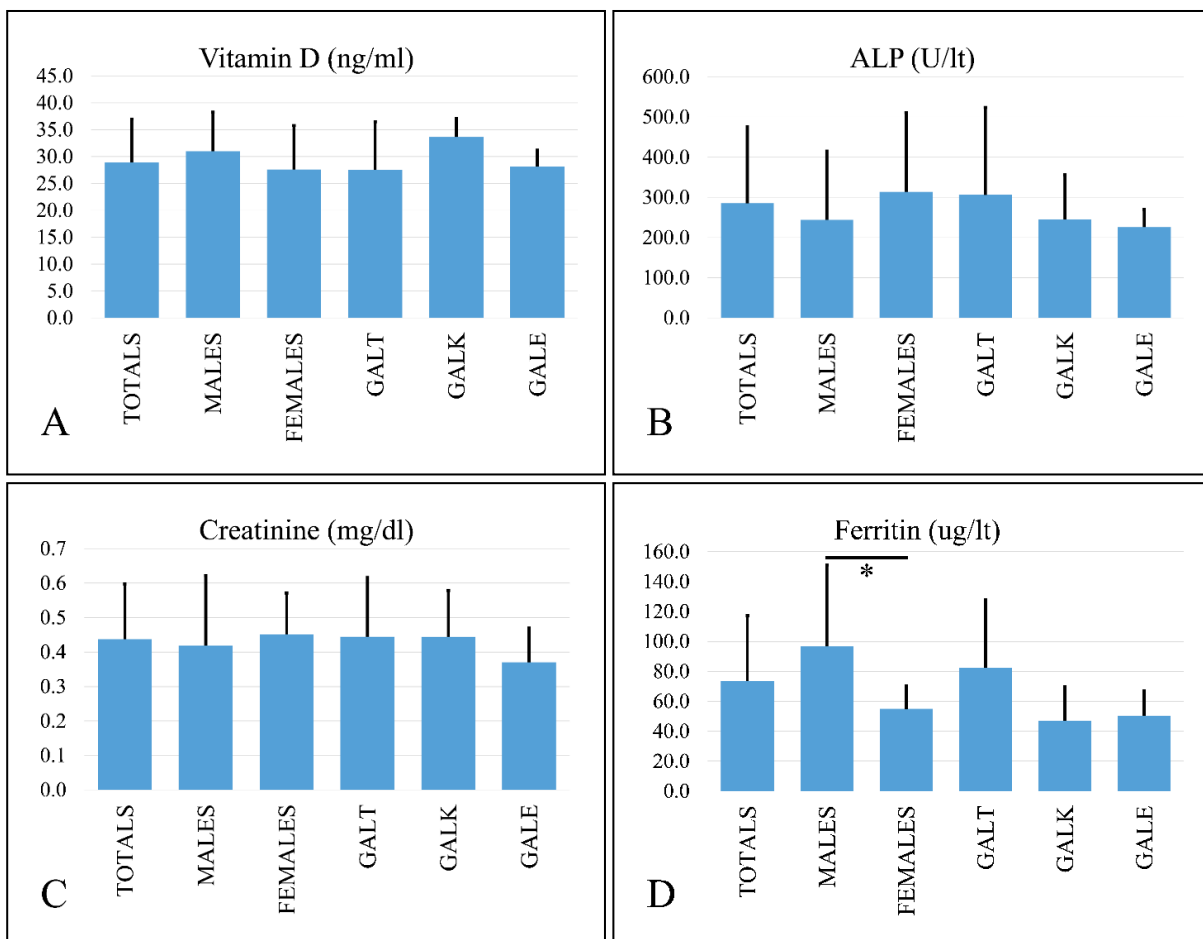 Vitamin D (ng/ml)
45.0
40.0
35.0
30.0
25.0
20.0
15.0
10.0
5.0
0.0
TOTALS
MALES
FEMALES
GALT
GALK
GALE
A
ALP (U/lt)
600.0
500.0
400.0
300.0
200.0
100.0
0.0
TOTALS
MALES
FEMALES
GALT
GALK
GALE
B
Creatinine (mg/dl)
0.7
0.6
0.5
0.4
0.3
0.2
0.1
0.0
TOTALS
MALES
FEMALES
GALT
GALK
GALE
C
Ferritin (ug/lt)
160.0
140.0
120.0
100.0
80.0
60.0
40.0
20.0
0.0
*
TOTALS
MALES
FEMALES
GALT
GALK
GALE
D